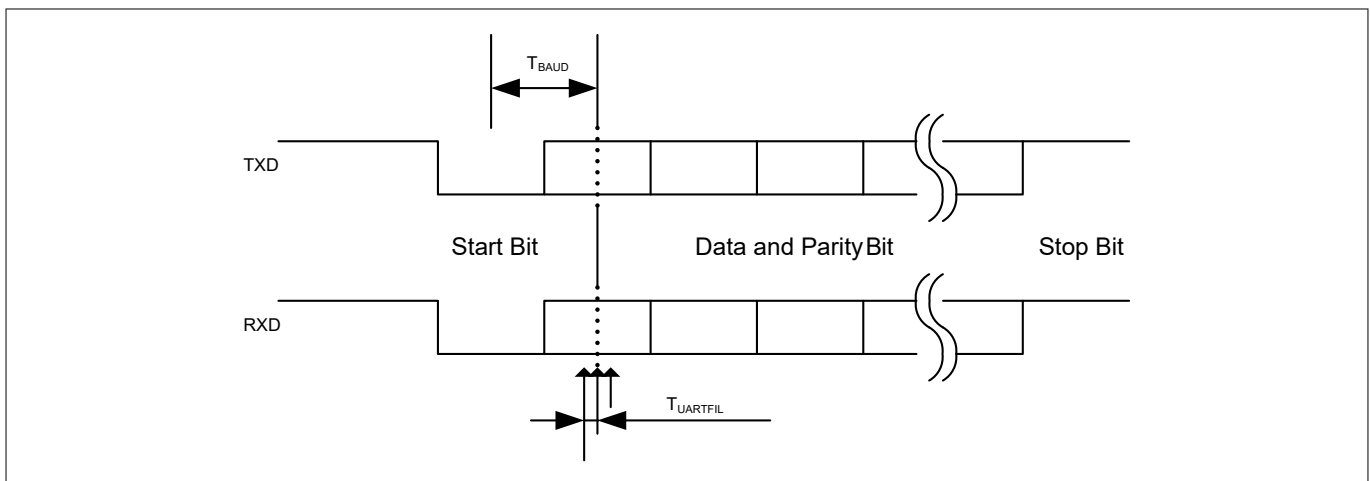 TBAUD
TXD
Start Bit
Data and Parity Bit
Stop Bit
RXD
TUARTFIL